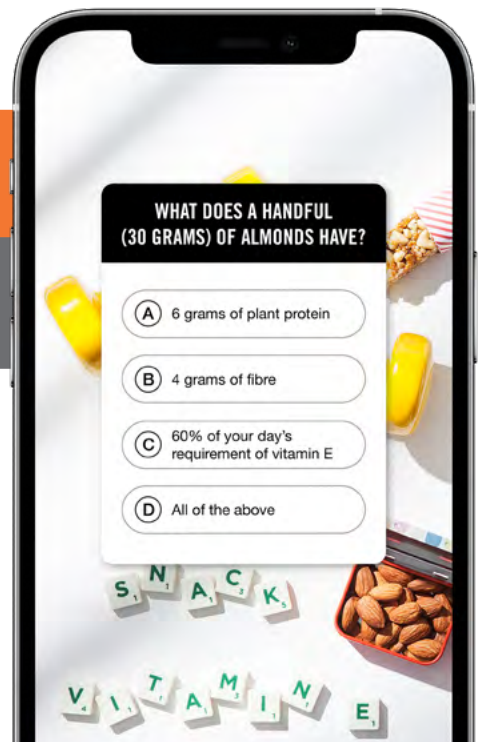 WHAT DOES A HANDFUL
(30 GRAMS) OF ALMONDS HAVE?
A 6 grams of plant protein
B 4 grams of fibre
C 60% of your day's
requirement of vitamin E
D All of the above
SNACK
VITAMIN E